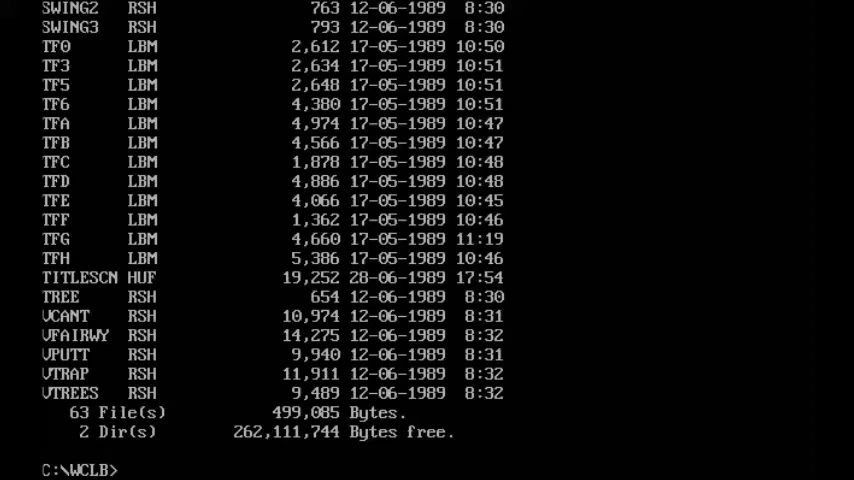 SWING2   RSH                763 12-06-1989  8:30
SWING3   RSH                793 12-06-1989  8:30
TF0      LBM              2,612 17-05-1989 10:50
TF3      LBM              2,634 17-05-1989 10:51
TF5      LBM              2,648 17-05-1989 10:51
TF6      LBM              4,380 17-05-1989 10:51
TFA      LBM              4,974 17-05-1989 10:47
TFB      LBM              4,566 17-05-1989 10:47
TFC      LBM              1,878 17-05-1989 10:48
TFD      LBM              4,886 17-05-1989 10:48
TFE      LBM              4,066 17-05-1989 10:45
TFF      LBM              1,362 17-05-1989 10:46
TFG      LBM              4,660 17-05-1989 11:19
TFH      LBM              5,386 17-05-1989 10:46
TITLESCN HUF             19,252 28-06-1989 17:54
TREE     RSH                654 12-06-1989  8:30
VCANT    RSH             10,974 12-06-1989  8:31
VFAIRWY  RSH             14,275 12-06-1989  8:32
VPUTT    RSH              9,940 12-06-1989  8:31
VTRAP    RSH             11,911 12-06-1989  8:32
VTREES   RSH              9,489 12-06-1989  8:32
   63 File(s)           499,085 Bytes.
    2 Dir(s)        262,111,744 Bytes free.
C:\WCLB>